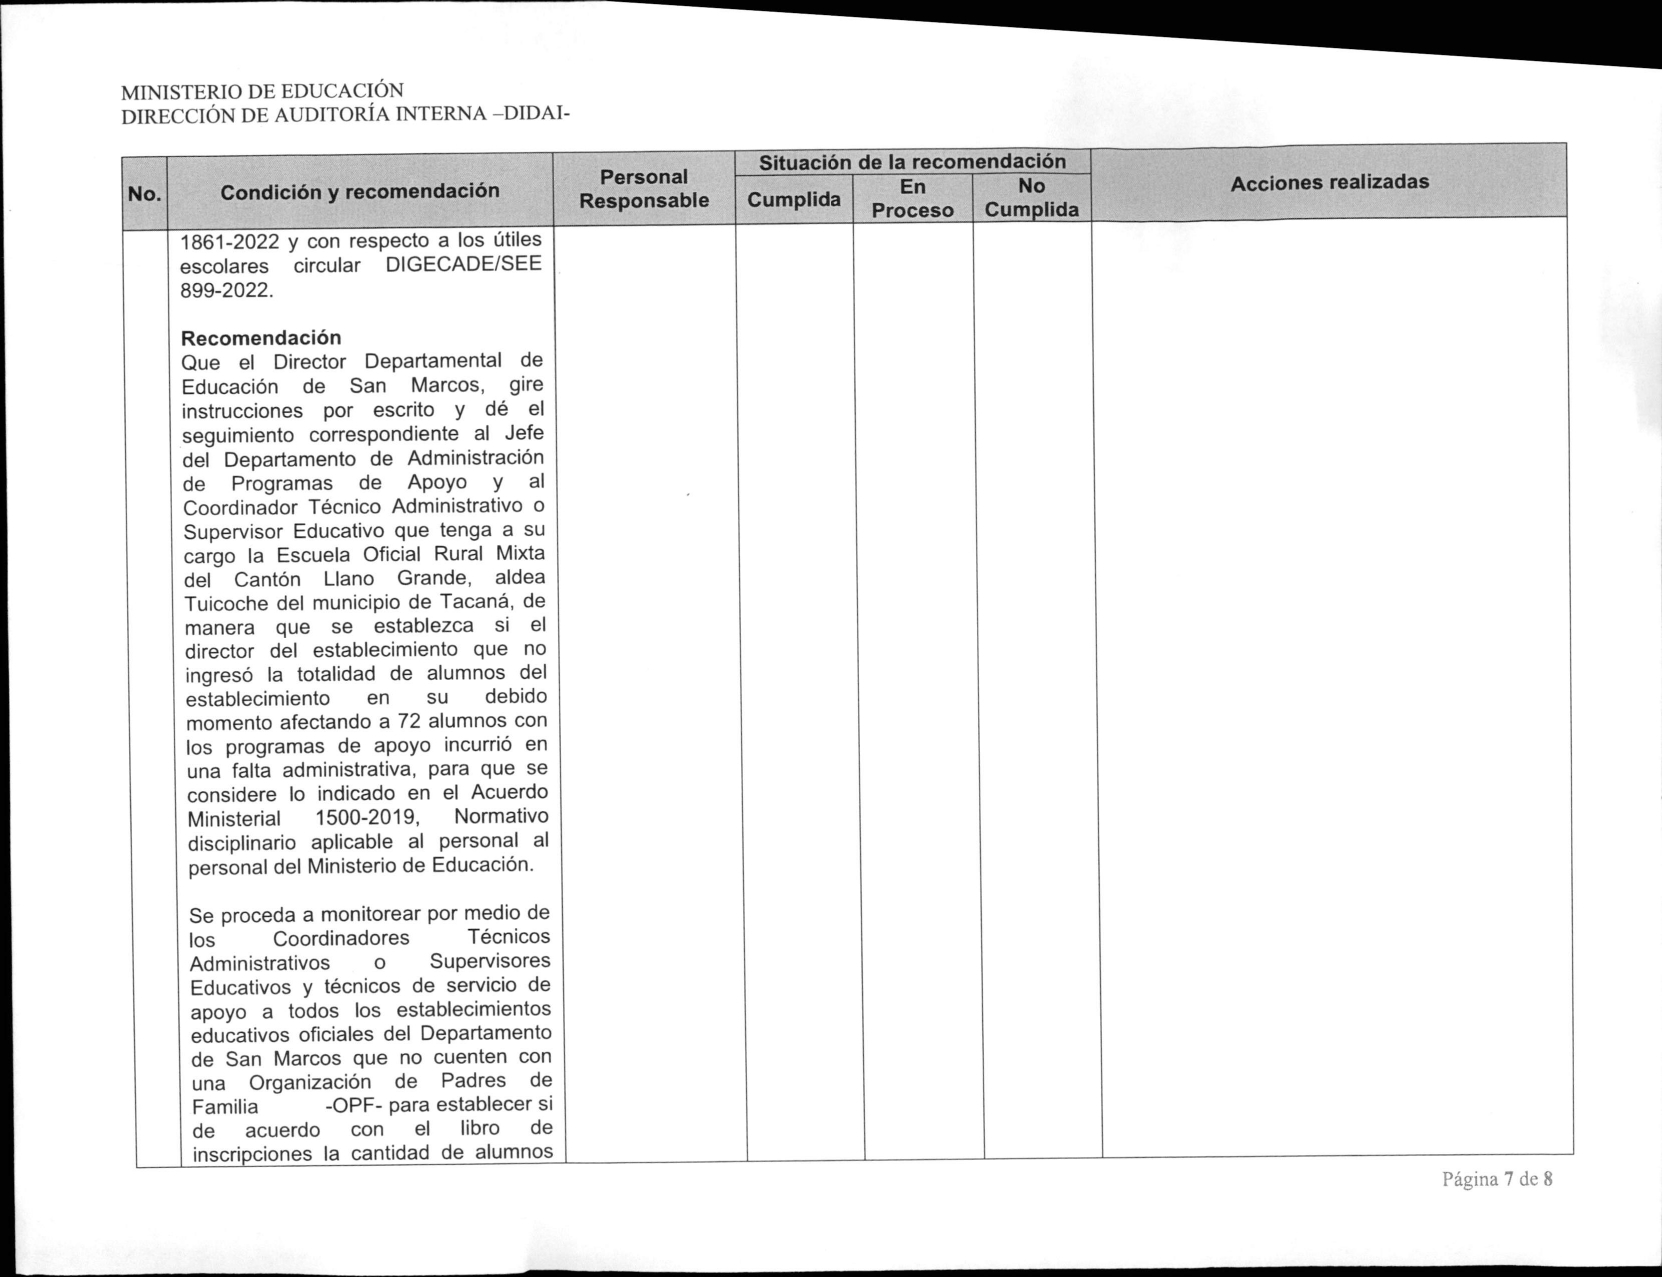 MINISTERIO DE EDUCACIÓN
DIRECCIÓN DE AUDITORÍA INTERNA –DIDAI-
No.
Condición y recomendación
Personal
Responsable
Situación de la recomendación
Cumplida
En
Proceso
No
Cumplida
Acciones realizadas
1861-2022 y con respecto a los útiles
escolares circular DIGECADE/SEE
899-2022.
Recomendación
Que el Director Departamental de
Educación de San Marcos, gire
instrucciones por escrito y dé el
seguimiento correspondiente al Jefe
del Departamento de Administración
de Programas de Apoyo y al
Coordinador Técnico Administrativo o
Supervisor Educativo que tenga a su
cargo la Escuela Oficial Rural Mixta
del Cantón Llano Grande, aldea
Tuicoche del municipio de Tacaná, de
manera que se establezca si el
director del establecimiento que no
ingresó la totalidad de alumnos del
establecimiento en su debido
momento afectando a 72 alumnos con
los programas de apoyo incurrió en
una falta administrativa, para que se
considere lo indicado en el Acuerdo
Ministerial 1500-2019, Normativo
disciplinario aplicable al personal al
personal del Ministerio de Educación.
Se proceda a monitorear por medio de
los Coordinadores Técnicos
Administrativos o Supervisores
Educativos y técnicos de servicio de
apoyo a todos los establecimientos
educativos oficiales del Departamento
de San Marcos que no cuenten con
una Organización de Padres de
Familia -OPF- para establecer si
de acuerdo con el libro de
inscripciones la cantidad de alumnos
Página 7 de 8